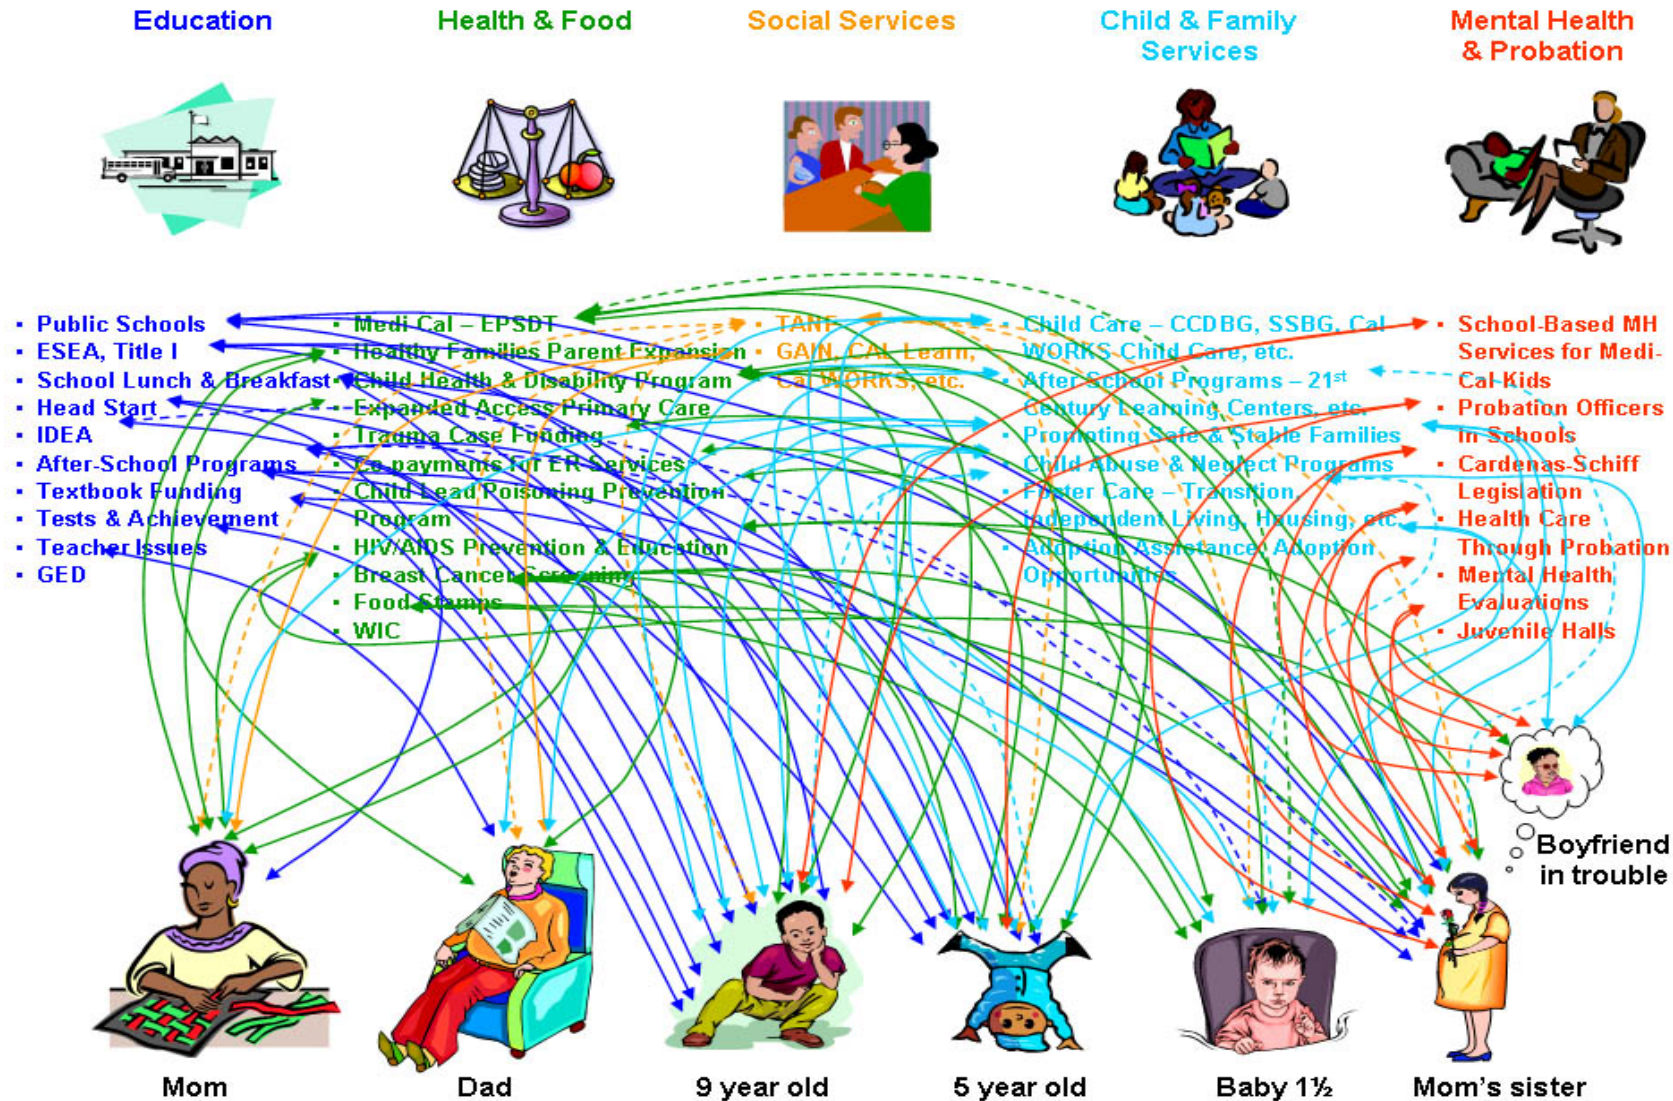 Education
Health & Food
Social Services
Child & Family
Services
Mental Health
& Probation
▪ Public Schools
▪ ESEA, Title I
▪ School Lunch & Breakfast
▪ Head Start
▪ IDEA
▪ After-School Programs
▪ Textbook Funding
▪ Tests & Achievement
▪ Teacher Issues
▪ GED
▪ Medi Cal – EPSDT
▪ Healthy Families Parent Expansion
▪ Child Health & Disability Program
▪ Expanded Access Primary Care
▪ Trauma Case Funding
▪ Co-payments for ER Services
▪ Child Lead Poisoning Prevention
Program
▪ HIV/AIDS Prevention & Education
▪ Breast Cancer Screening
▪ Food Stamps
▪ WIC
▪ TANF
▪ GAIN, CAL Learn,
Cal WORKS, etc.
▪ Child Care – CCDBG, SSBG, Cal
WORKS Child Care, etc.
▪ After School Programs – 21st
Century Learning Centers, etc.
▪ Promoting Safe & Stable Families
▪ Child Abuse & Neglect Programs
▪ Foster Care – Transition,
Independent Living, Housing, etc.
▪ Adoption Assistance, Adoption
Opportunities
▪ School-Based MH
Services for Medi-
Cal Kids
▪ Probation Officers
in Schools
▪ Cardenas-Schiff
Legislation
▪ Health Care
Through Probation
▪ Mental Health
Evaluations
▪ Juvenile Halls
Boyfriend
in trouble
Mom
Dad
9 year old
5 year old
Baby 1½
Mom's sister